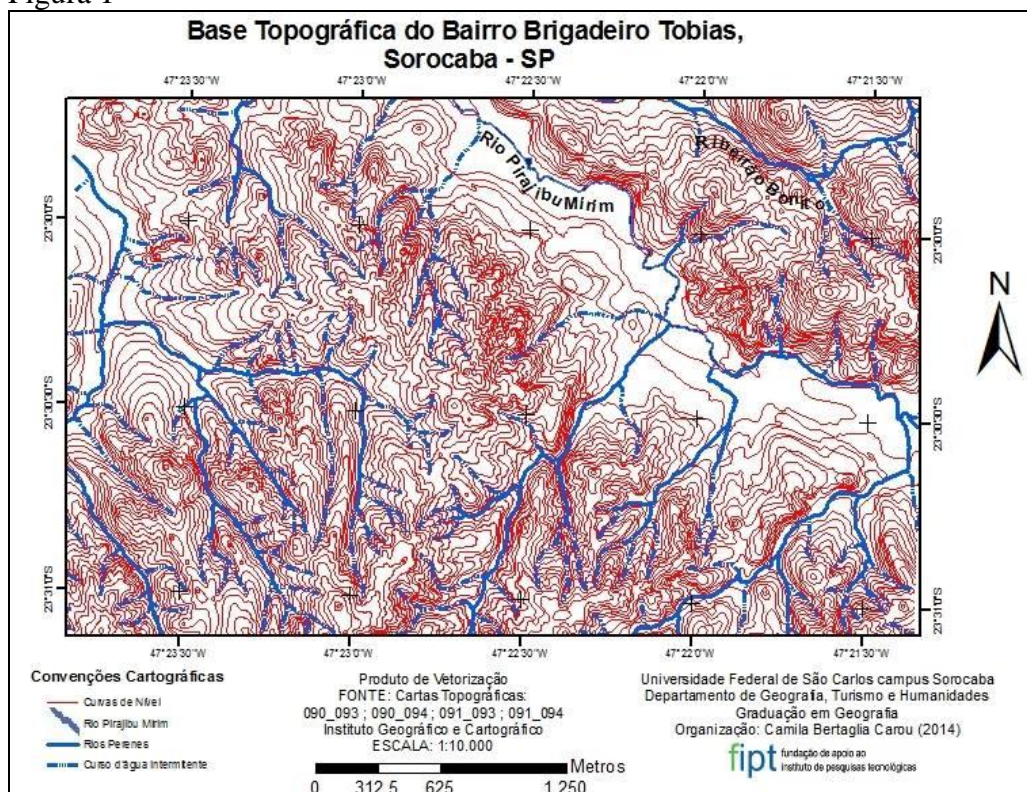 Figura 1
Base Topográfica do Bairro Brigadeiro Tobias,
Sorocaba - SP
47°23'30"W 47°23'0"W 47°22'30"W 47°22'0"W 47°21'30"W
Rio Pirajibu Mirim
Ribeirão Bonito
23°30'0"S 23°30'0"S
23°30'30"S 23°30'30"S
23°31'0"S 23°31'0"S
N
47°23'30"W 47°23'0"W 47°22'30"W 47°22'0"W 47°21'30"W
Convenções Cartográficas
Curvas de Nível
Rio Pirajibu Mirim
Rios Perenes
Curso d'água Intermitente
Produto de Vetorização
FONTE: Cartas Topográficas:
090_093 ; 090_094 ; 091_093 ; 091_094
Instituto Geográfico e Cartográfico
ESCALA: 1:10.000
Metros
0 312,5 625 1.250
Universidade Federal de São Carlos campus Sorocaba
Departamento de Geografia, Turismo e Humanidades
Graduação em Geografia
Organização: Camila Bertaglia Carou (2014)
fipt fundação de apoio ao
instituto de pesquisas tecnológicas